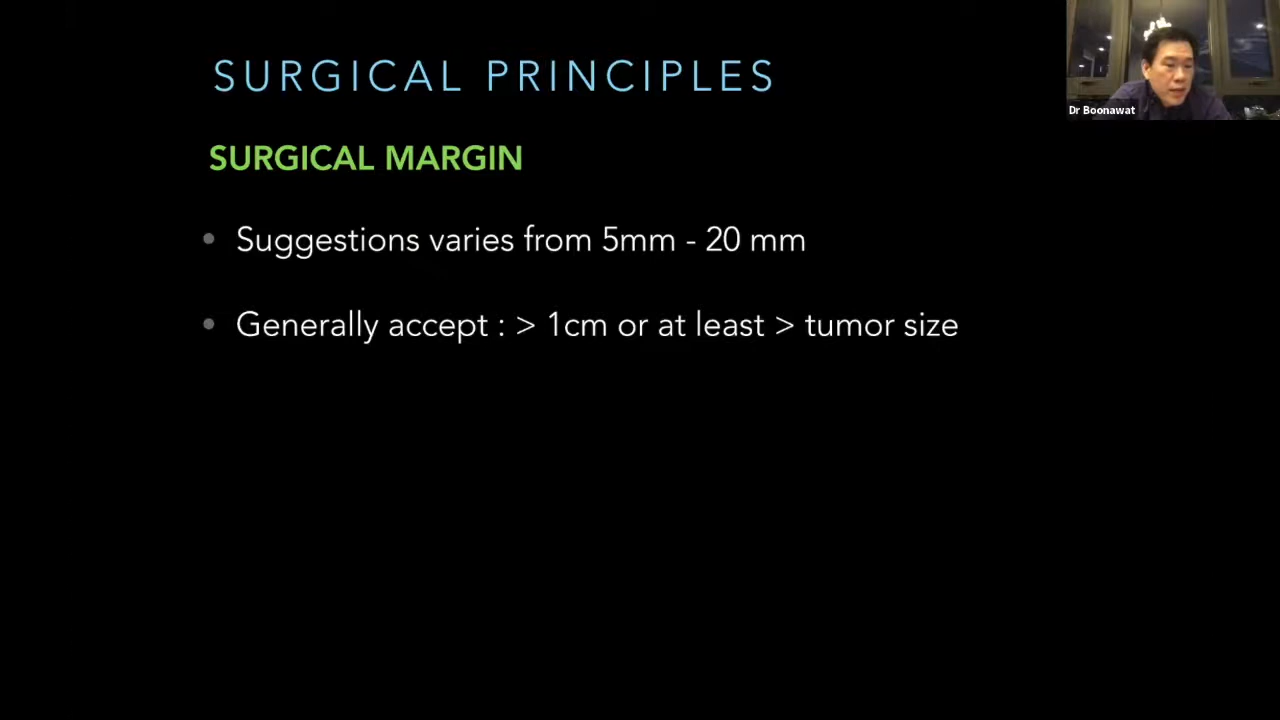 SURGICAL PRINCIPLES
SURGICAL MARGIN
• Suggestions varies from 5mm - 20 mm
• Generally accept : > 1cm or at least > tumor size
Dr Boonawat